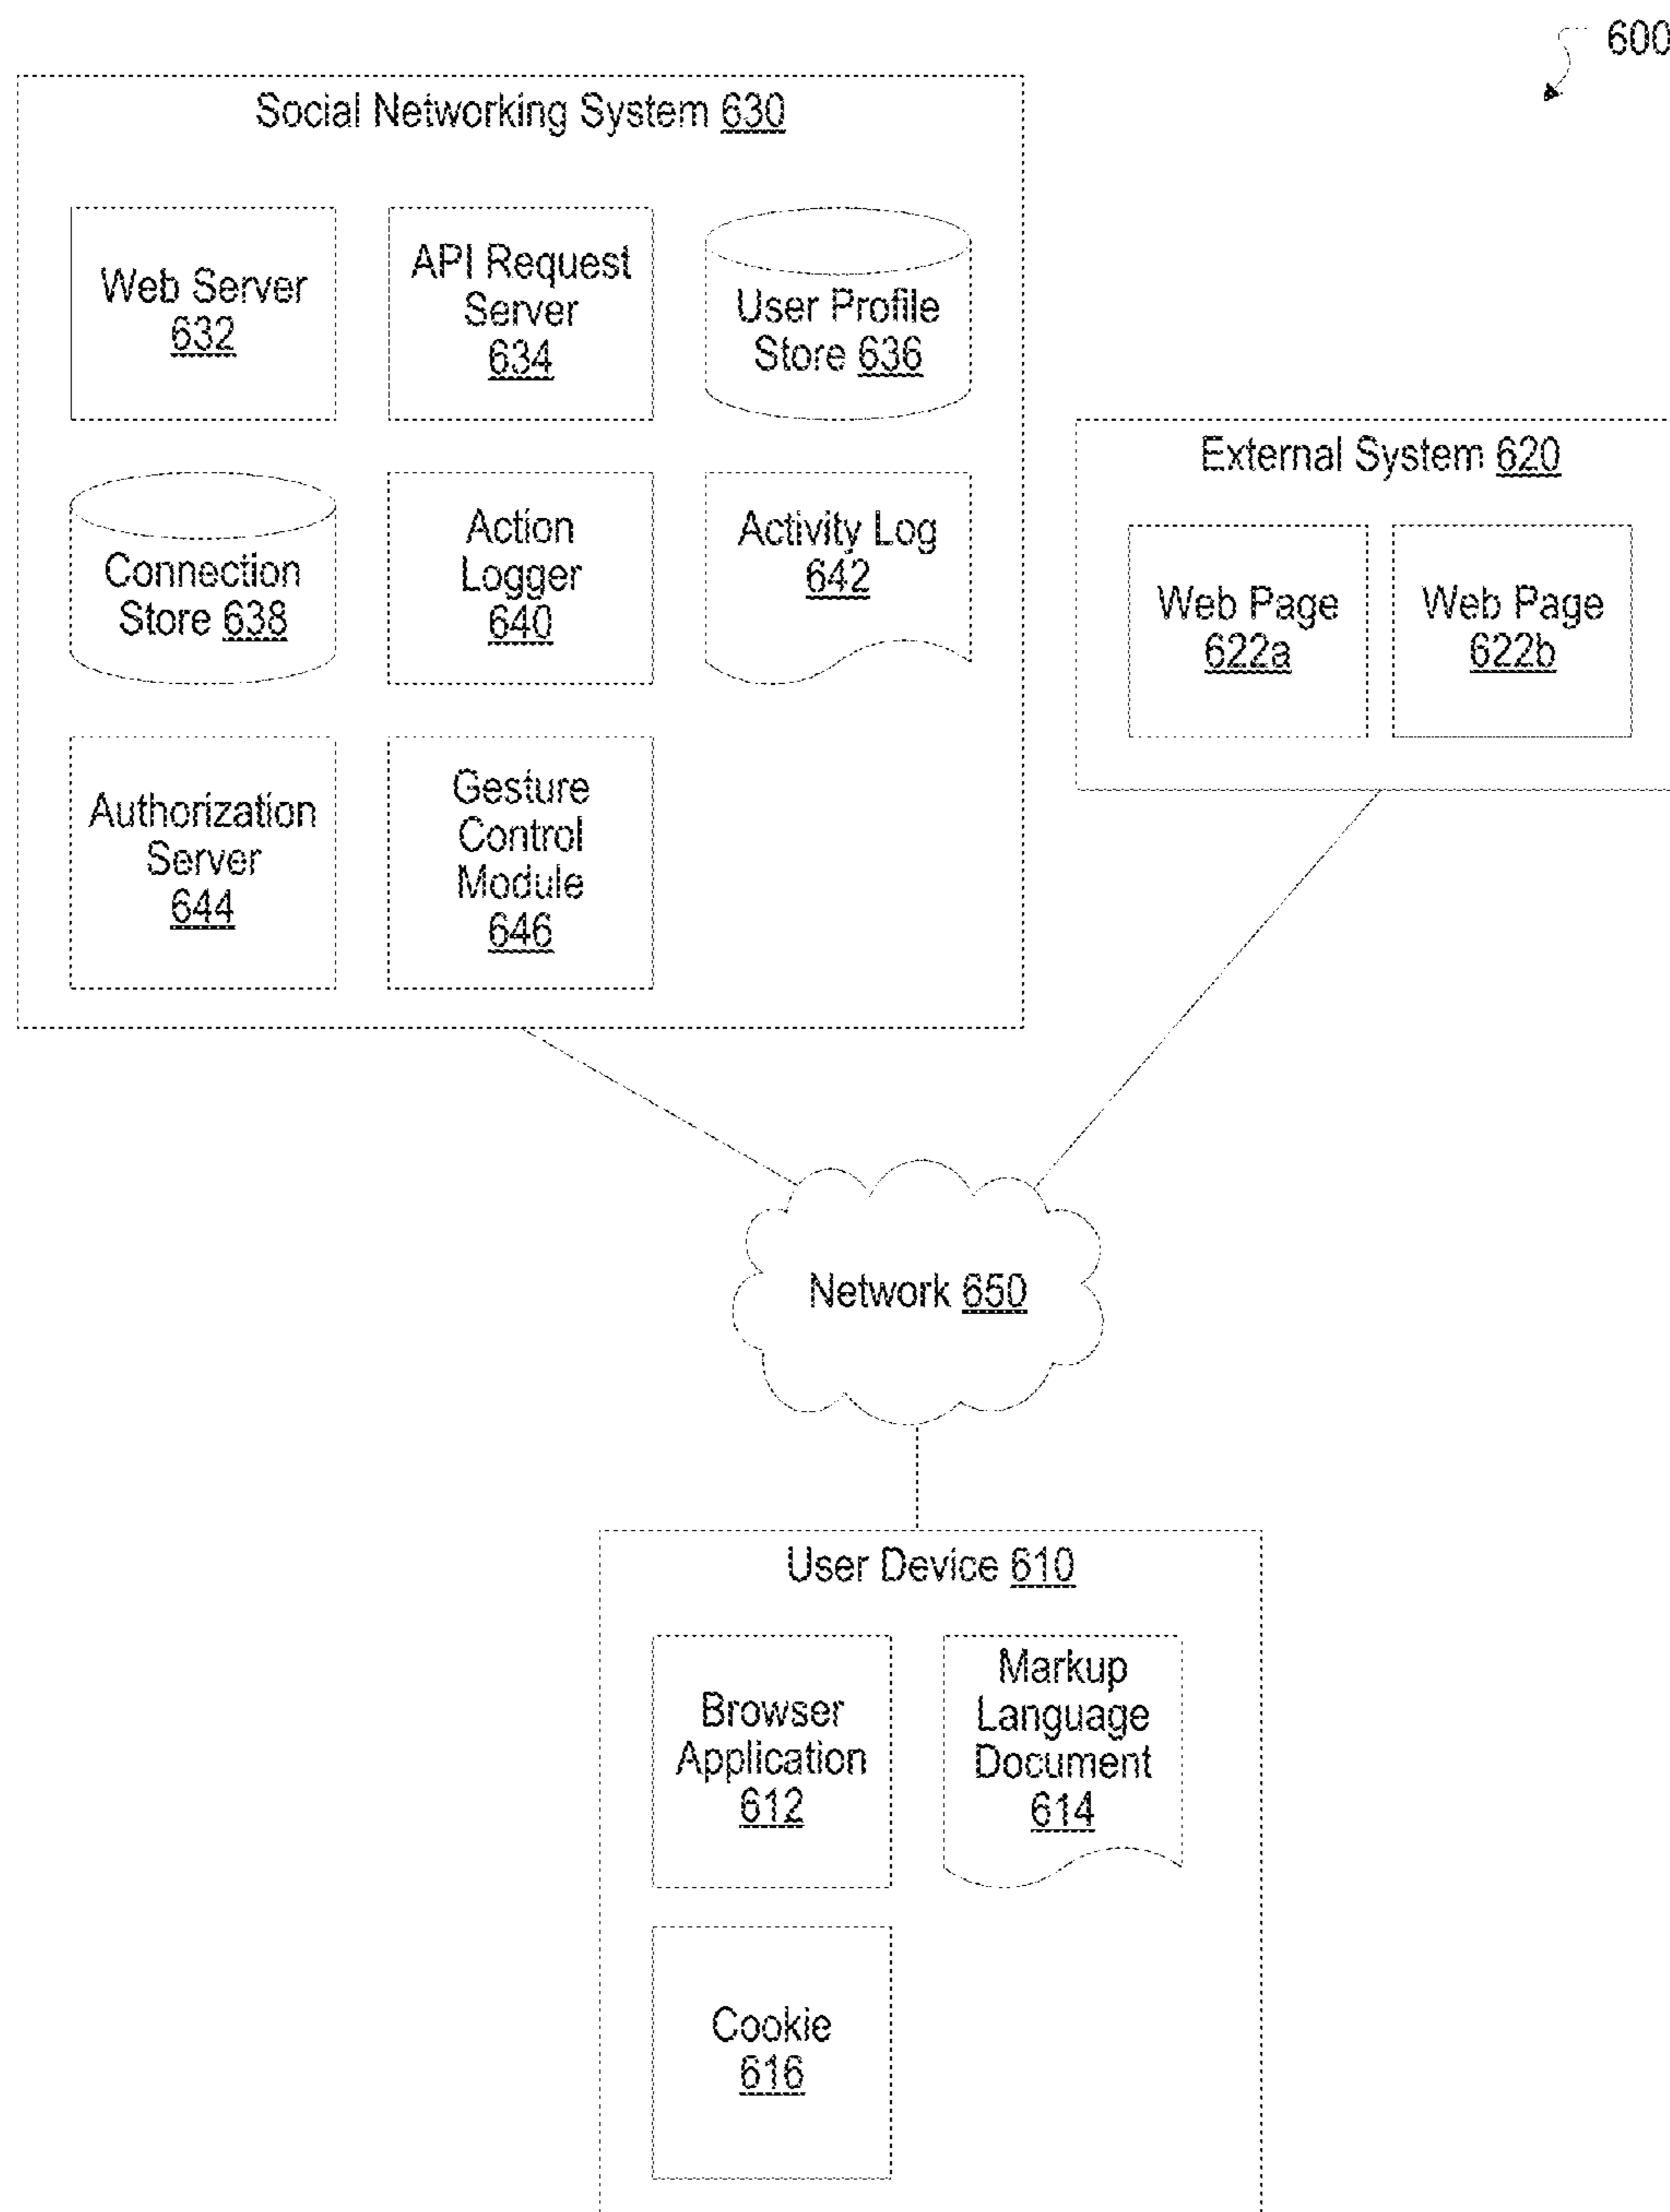 600
Social Networking System 630
Web Server
632
API Request
Server
634
User Profile
Store 636
Connection
Store 638
Action
Logger
640
Activity Log
642
Authorization
Server
644
Gesture
Control
Module
646
External System 620
Web Page
622a
Web Page
622b
Network 650
User Device 610
Browser
Application
612
Markup
Language
Document
614
Cookie
616